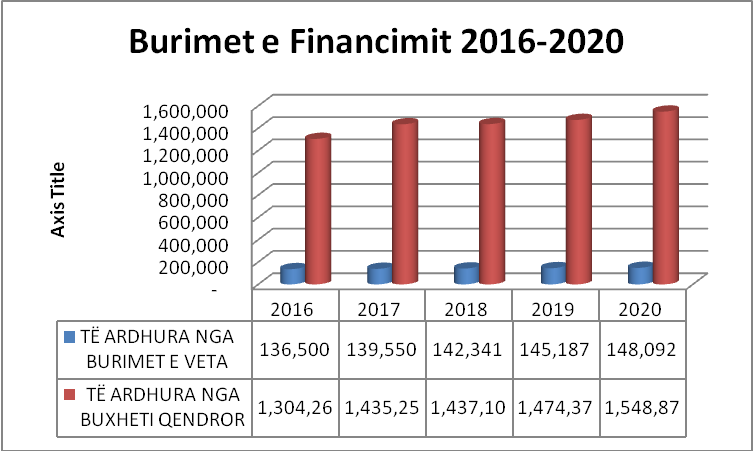 Burimet e Financimit 2016-2020
Axis Title
1,600,000
1,400,000
1,200,000
1,000,000
800,000
600,000
400,000
200,000
-
2016 2017 2018 2019 2020
TË ARDHURA NGA
BURIMET E VETA
136,500 139,550 142,341 145,187 148,092
TË ARDHURA NGA
BUXHETI QENDROR
1,304,26 1,435,25 1,437,10 1,474,37 1,548,87